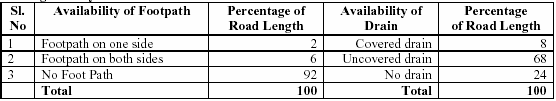 Sl. No Availability of Footpath Percentage of Road Length Availability of Drain Percentage of Road Length
1 Footpath on one side 2 Covered drain 8
2 Footpath on both sides 6 Uncovered drain 68
3 No Foot Path 92 No drain 24
Total 100 Total 100